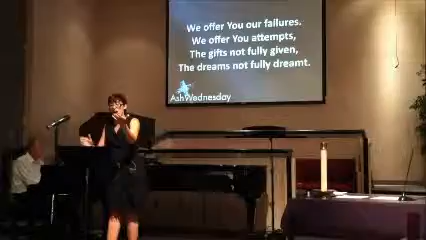 We offer You our failures.
We offer You attempts,
The gifts not fully given,
The dreams not fully dreamt.
AshWednesday